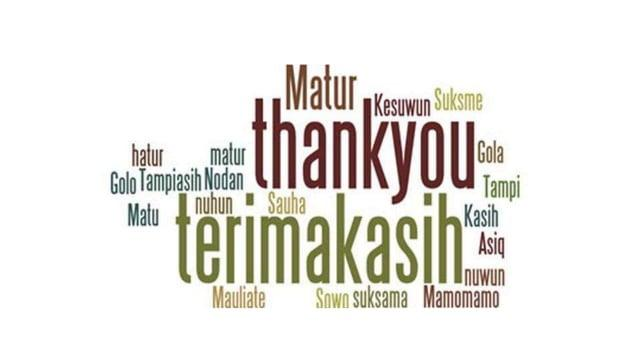 Matur
Kesuwun Suksme
thankyou
hatur matur Gola
Golo Tampiasih Nodan Tampi
Matu nuhun Sauha Kasih
terimakasih
Asiq
nuwun
Mauliate Sowo suksama Mamomamo